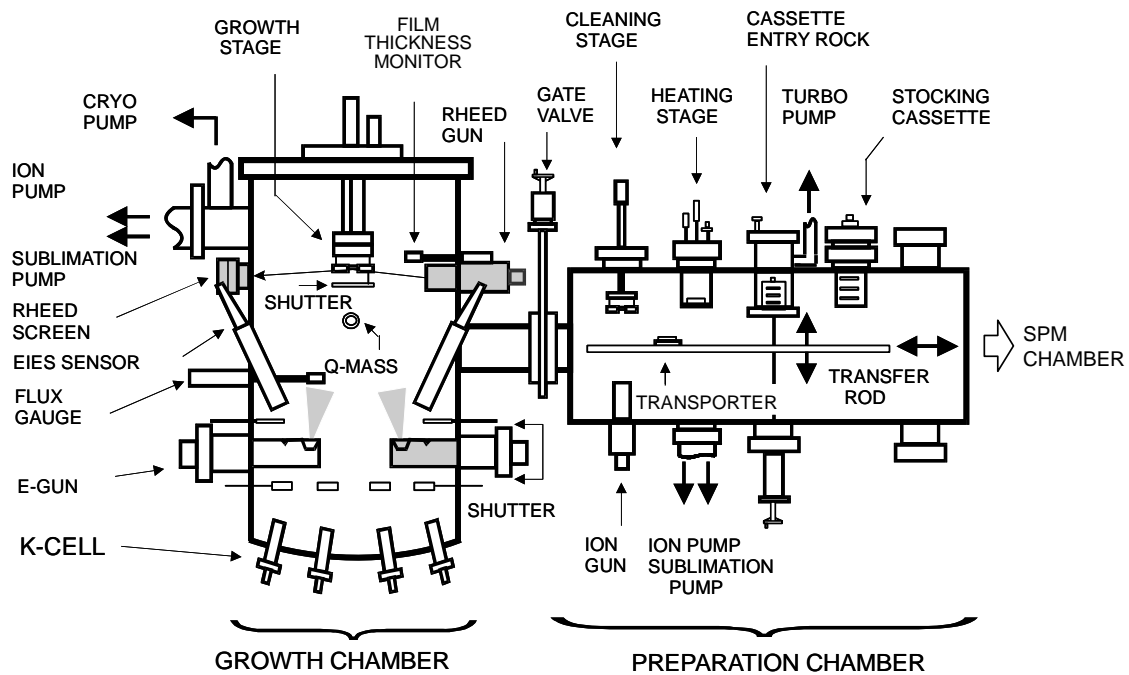 GROWTH
STAGE
FILM
THICKNESS
MONITOR
CLEANING
STAGE
CASSETTE
ENTRY ROCK
CRYO
PUMP
RHEED
GUN
GATE
VALVE
HEATING
STAGE
TURBO
PUMP
STOCKING
CASSETTE
ION
PUMP
SUBLIMATION
PUMP
SHUTTER
RHEED
SCREEN
EIES SENSOR
Q-MASS
FLUX
GAUGE
TRANSPORTER
TRANSFER
ROD
SPM
CHAMBER
E-GUN
SHUTTER
K-CELL
ION
GUN
ION PUMP
SUBLIMATION
PUMP
GROWTH CHAMBER
PREPARATION CHAMBER